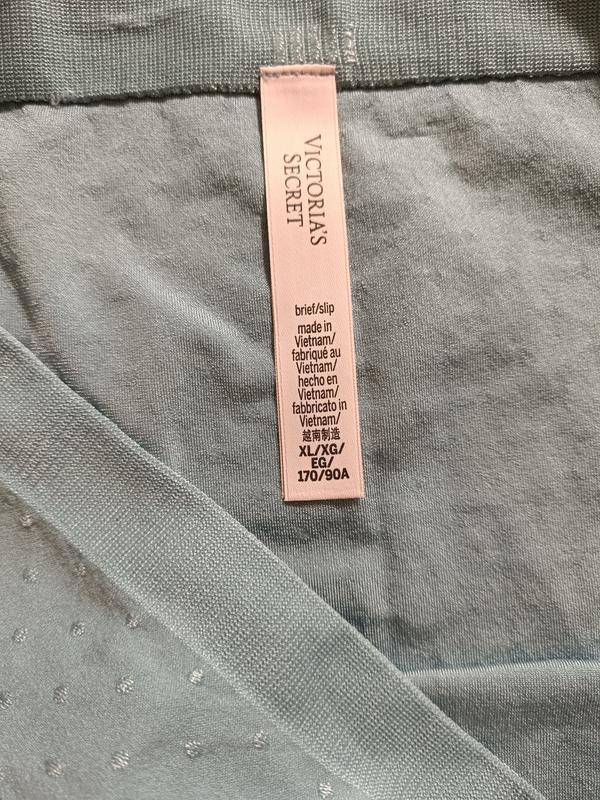 VICTORIA'S
SECRET
brief/slip
made in
Vietnam/
fabriqué au
Vietnam/
hecho en
Vietnam/
fabbricato in
Vietnam/
越南制造
XL/XG/
EG/
170/90A